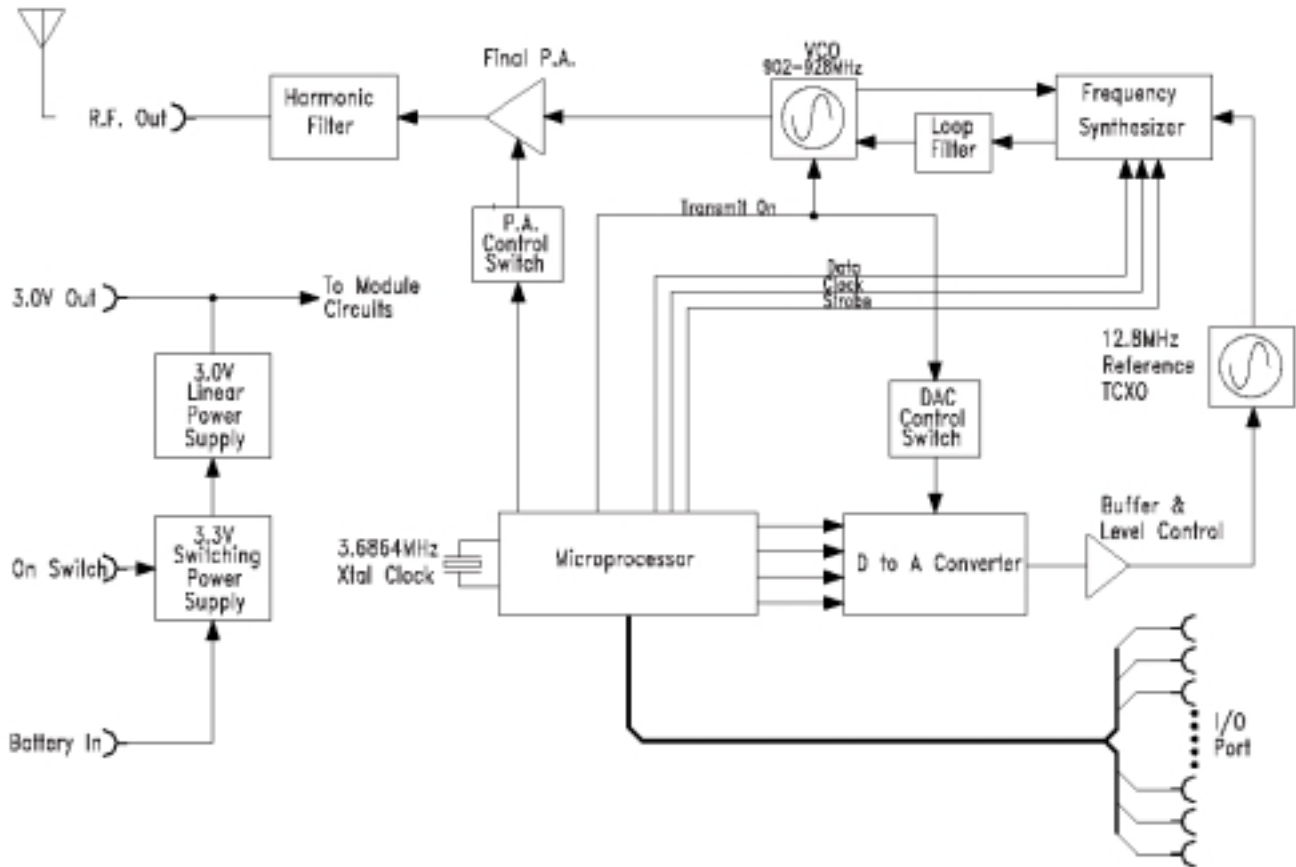 VCO
902-928MHz
Final P.A.
Harmonic
Filter
R.F. Out
Frequency
Synthesizer
Loop
Filter
Transmit On
P.A.
Control
Switch
Data
Clock
Strobe
3.0V Out
To Module
Circuits
12.8MHz
Reference
TCXO
3.0V
Linear
Power
Supply
DAC
Control
Switch
Buffer &
Level Control
3.3V
Switching
Power
Supply
On Switch
3.6864MHz
Xtal Clock
Microprocessor
D to A Converter
I/O
Port
Battery In